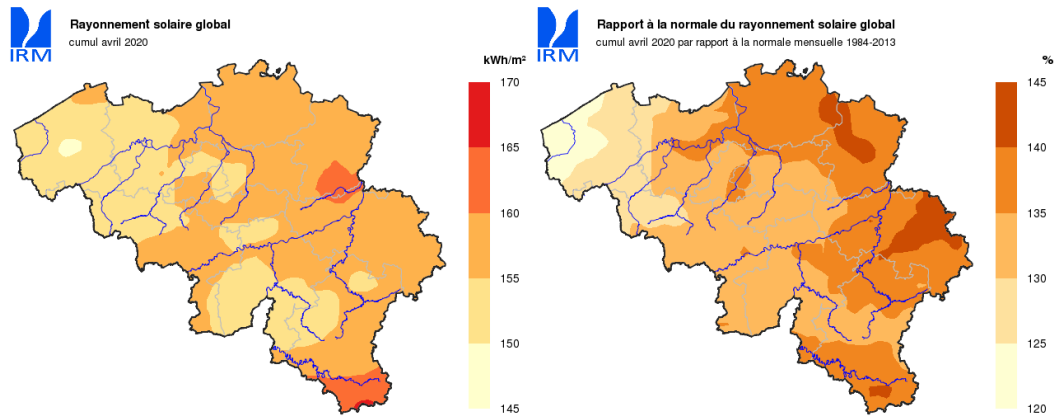 IRM
Rayonnement solaire global
cumul avril 2020
kWh/m²
170
165
160
155
150
145
IRM
Rapport à la normale du rayonnement solaire global
cumul avril 2020 par rapport à la normale mensuelle 1984-2013
%
145
140
135
130
125
120